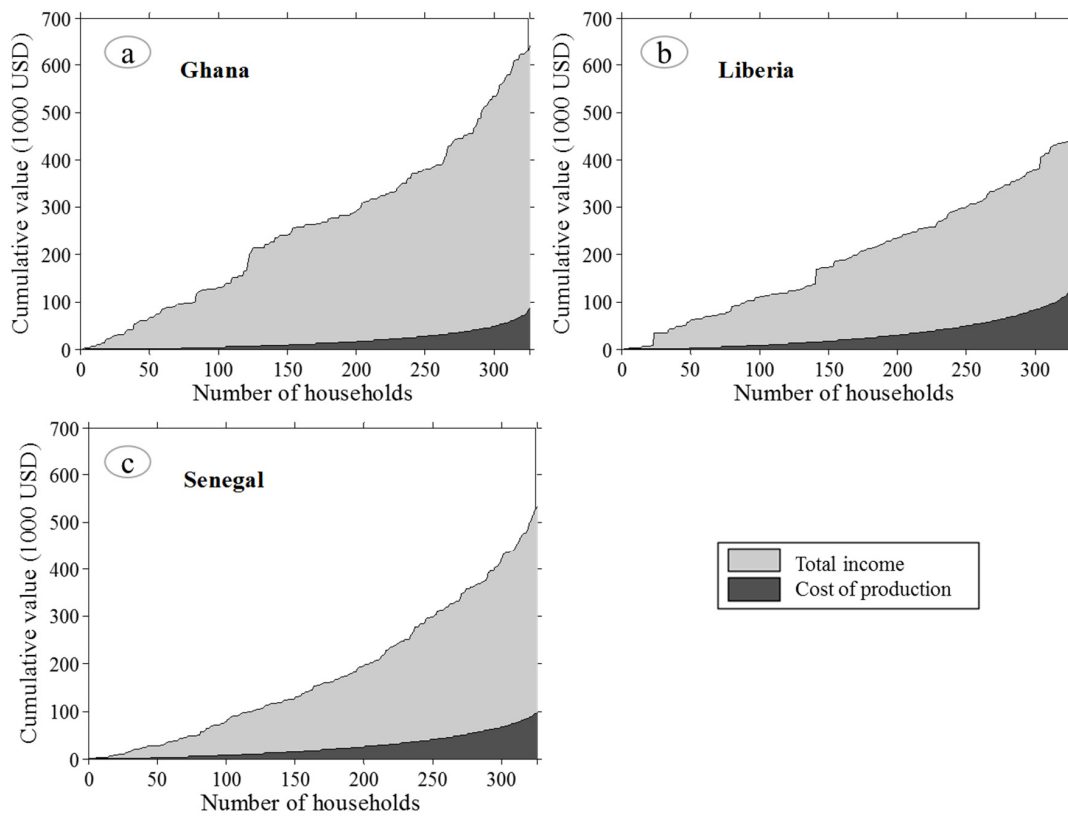 a
Ghana
Cumulative value (1000 USD)
700
600
500
400
300
200
100
0
0 50 100 150 200 250 300
Number of households
b
Liberia
Cumulative value (1000 USD)
700
600
500
400
300
200
100
0
0 50 100 150 200 250 300
Number of households
c
Senegal
Cumulative value (1000 USD)
700
600
500
400
300
200
100
0
0 50 100 150 200 250 300
Number of households
Total income
Cost of production